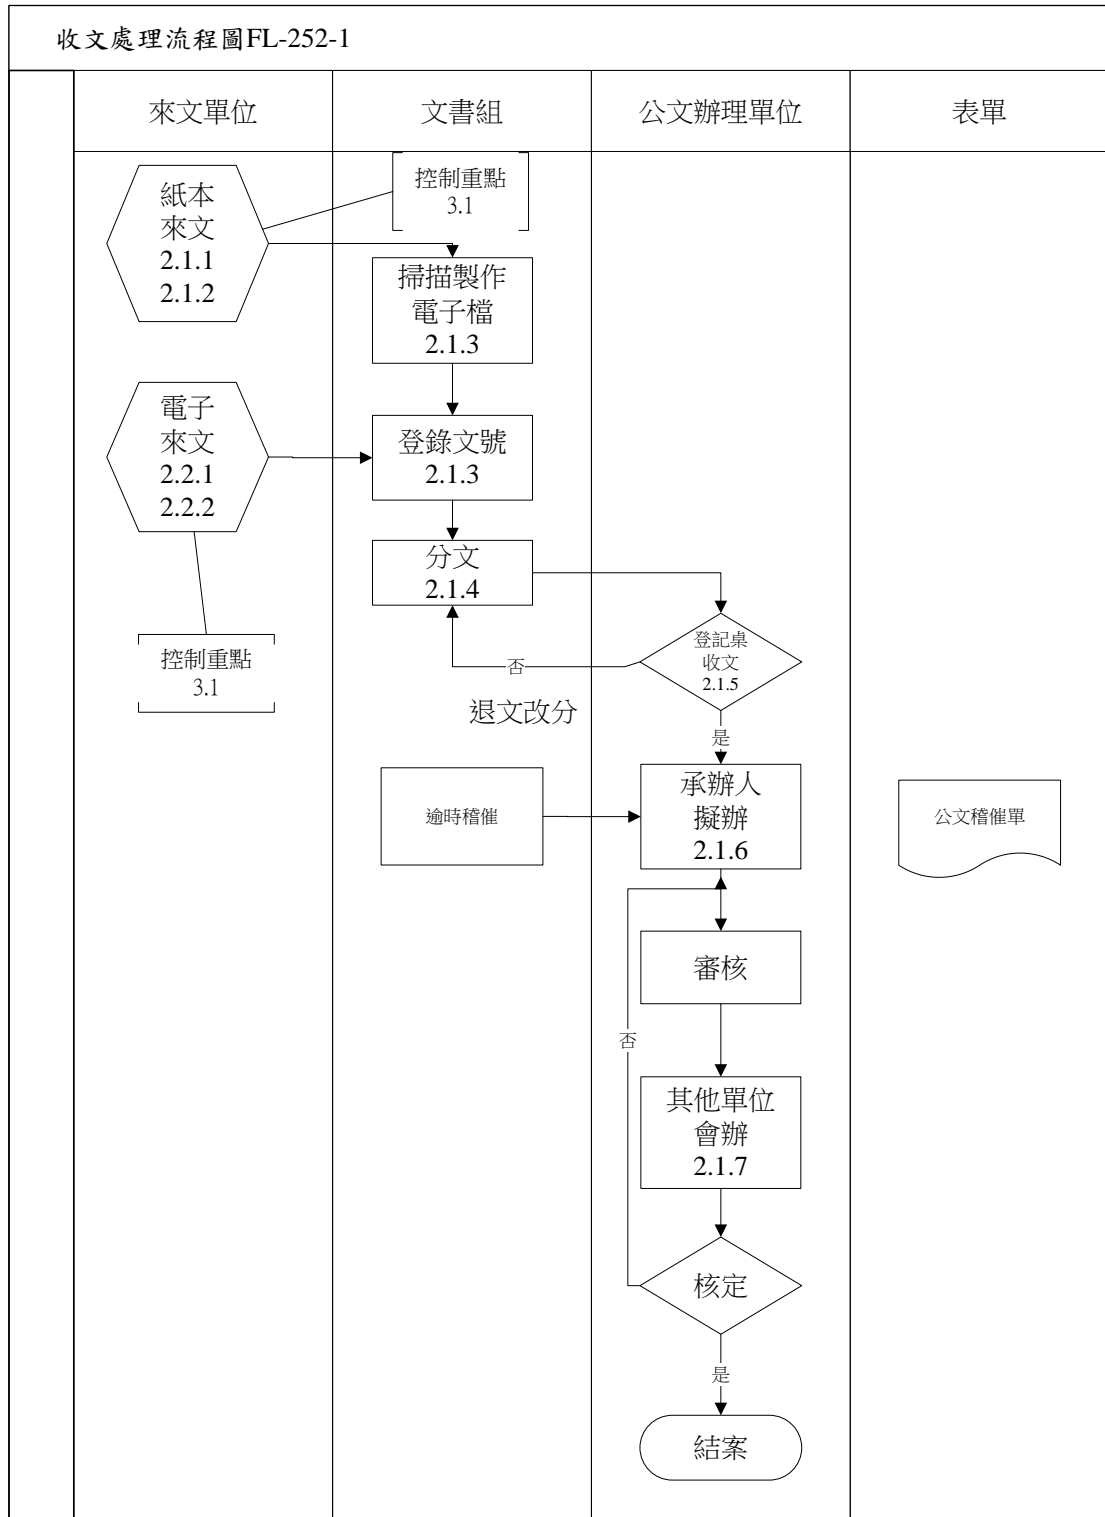 收文處理流程圖FL-252-1
來文單位
文書組
公文辦理單位
表單
紙本
來文
2.1.1
2.1.2
控制重點
3.1
掃描製作
電子檔
2.1.3
電子
來文
2.2.1
2.2.2
登錄文號
2.1.3
分文
2.1.4
控制重點
3.1
登記桌
收文
2.1.5
否
退文改分
是
逾時稽催
承辦人
擬辦
2.1.6
公文稽催單
審核
否
其他單位
會辦
2.1.7
核定
是
結案